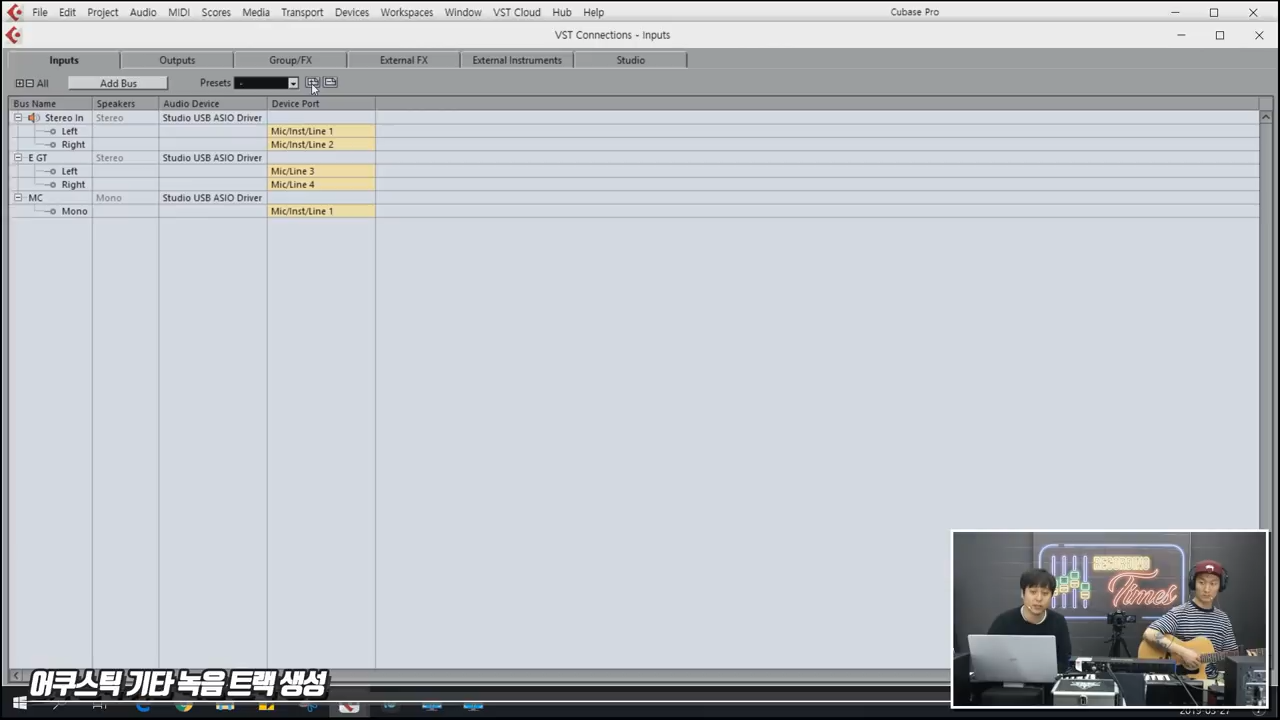 File Edit Project Audio MIDI Scores Media Transport Devices Workspaces Window VST Cloud Hub Help Cubase Pro
VST Connections - Inputs
Inputs Outputs Group/FX External FX External Instruments Studio
All Add Bus Presets -
Bus Name Speakers Audio Device Device Port
Stereo In Stereo Studio USB ASIO Driver
Left Mic/Inst/Line 1
Right Mic/Inst/Line 2
E GT Stereo Studio USB ASIO Driver
Left Mic/Line 3
Right Mic/Line 4
MC Mono Studio USB ASIO Driver
Mono Mic/Inst/Line 1
RECORDING
Times
어쿠스틱 기타 녹음 트랙 생성
2019-03-27